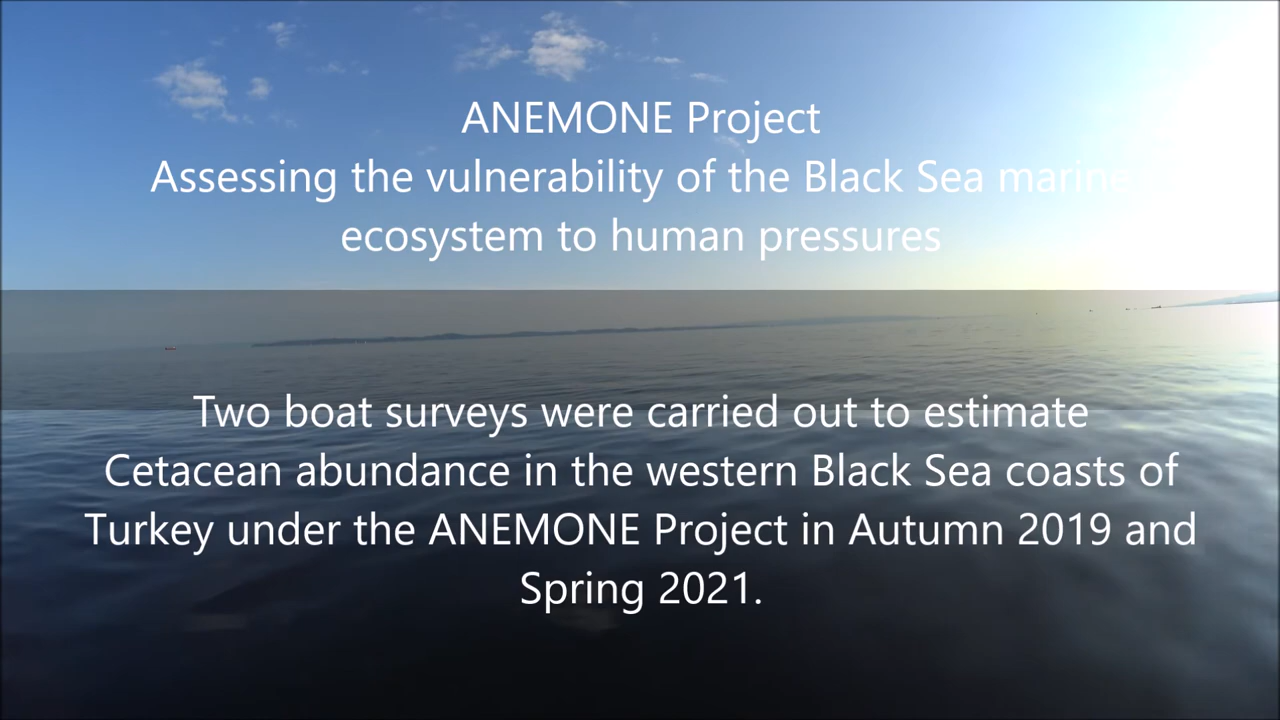 ANEMONE Project
Assessing the vulnerability of the Black Sea marine
ecosystem to human pressures
Two boat surveys were carried out to estimate
Cetacean abundance in the western Black Sea coasts of
Turkey under the ANEMONE Project in Autumn 2019 and
Spring 2021.